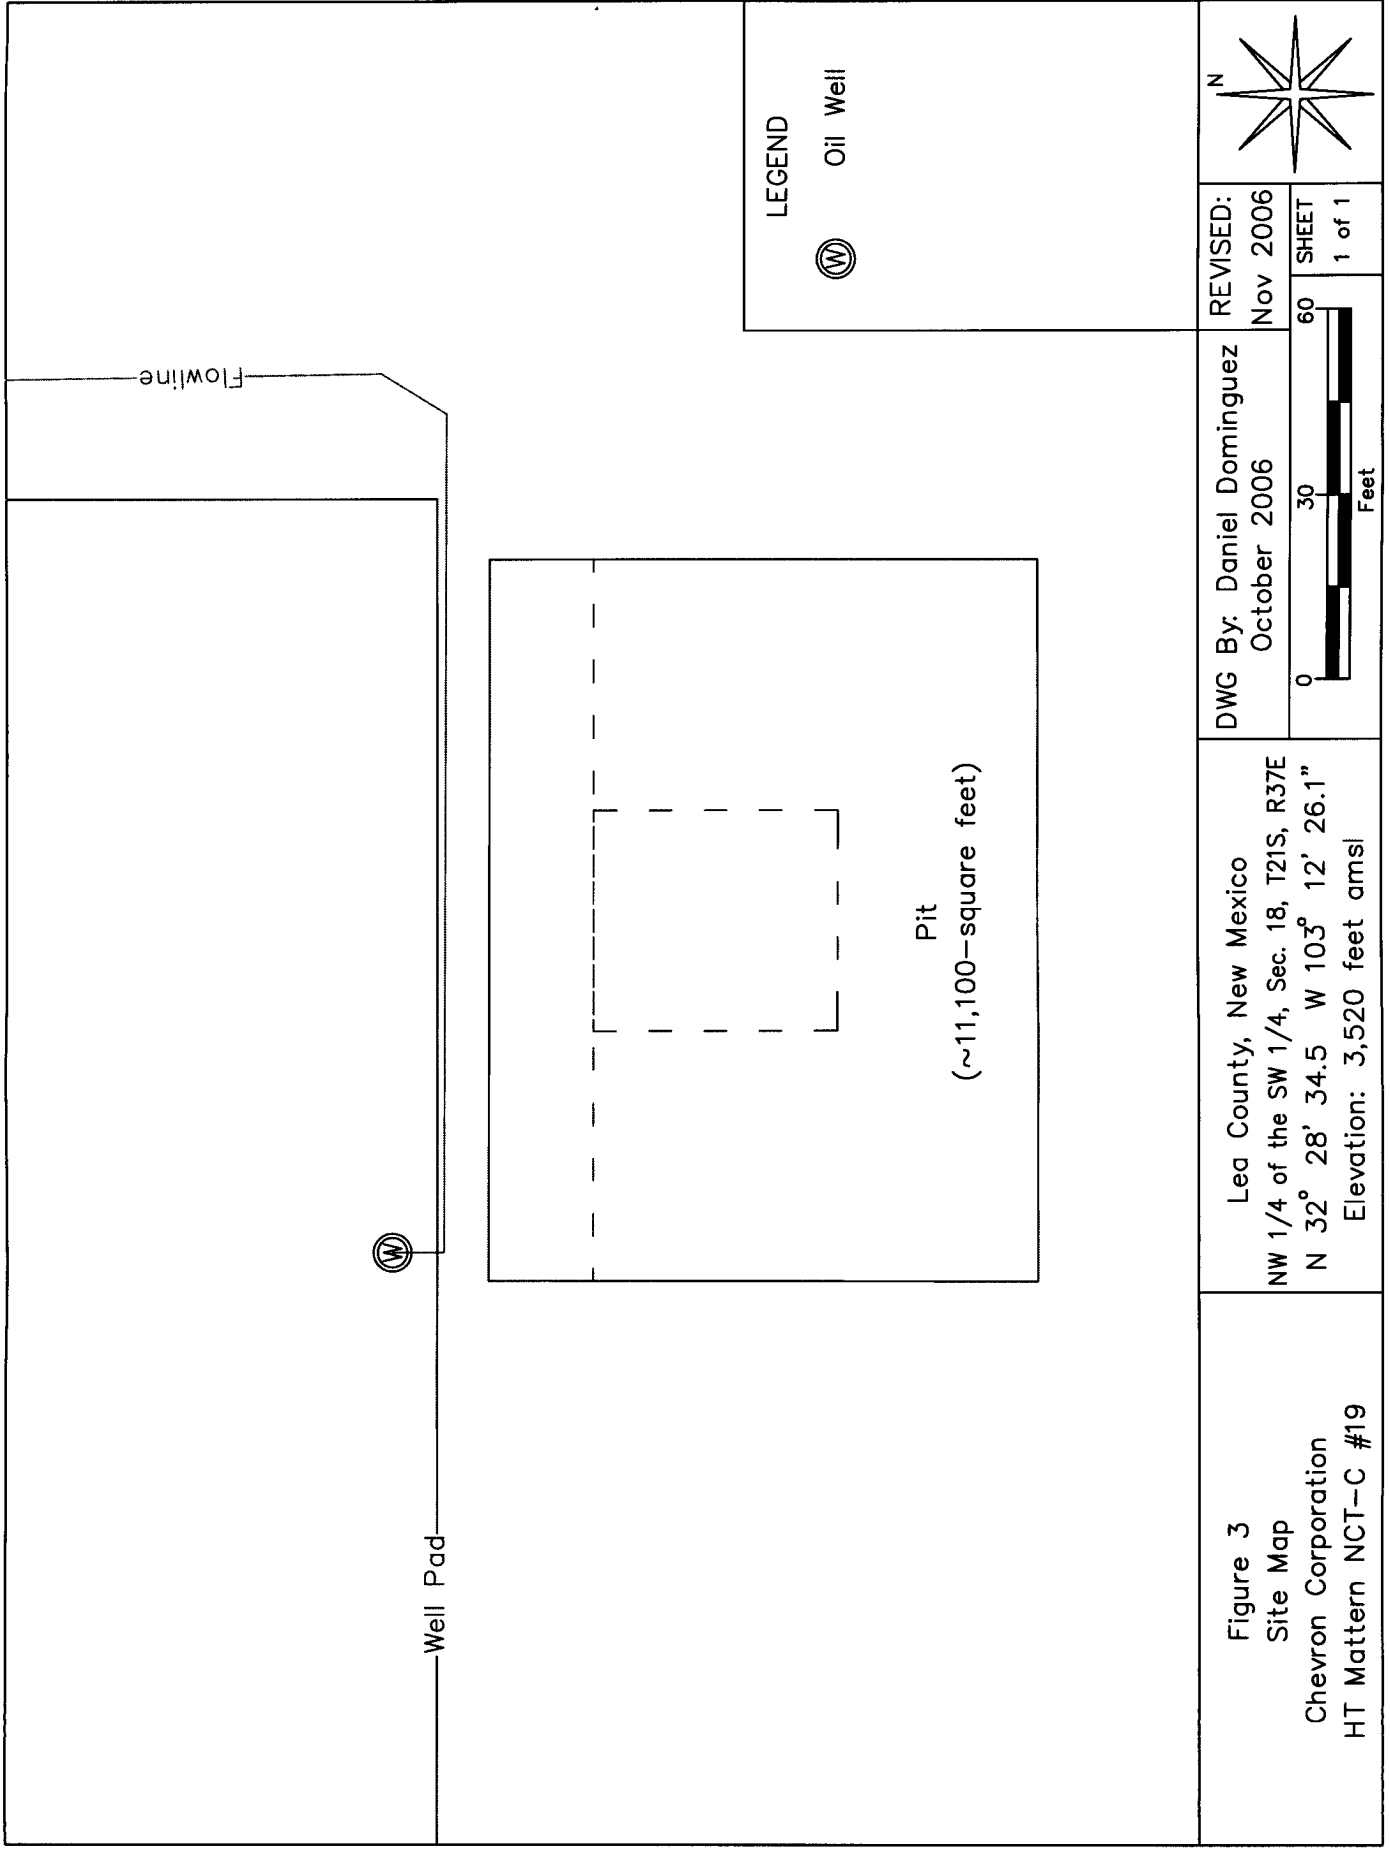 Flowline
Well Pad
Pit
(~11,100-square feet)
LEGEND
W Oil Well
W
Figure 3
Site Map
Chevron Corporation
HT Mattern NCT-C #19
Lea County, New Mexico
NW 1/4 of the SW 1/4, Sec. 18, T21S, R37E
N 32° 28' 34.5 W 103° 12' 26.1"
Elevation: 3,520 feet amsl
DWG By: Daniel Dominguez
October 2006
REVISED:
Nov 2006
0 30 60
Feet
SHEET
1 of 1
N